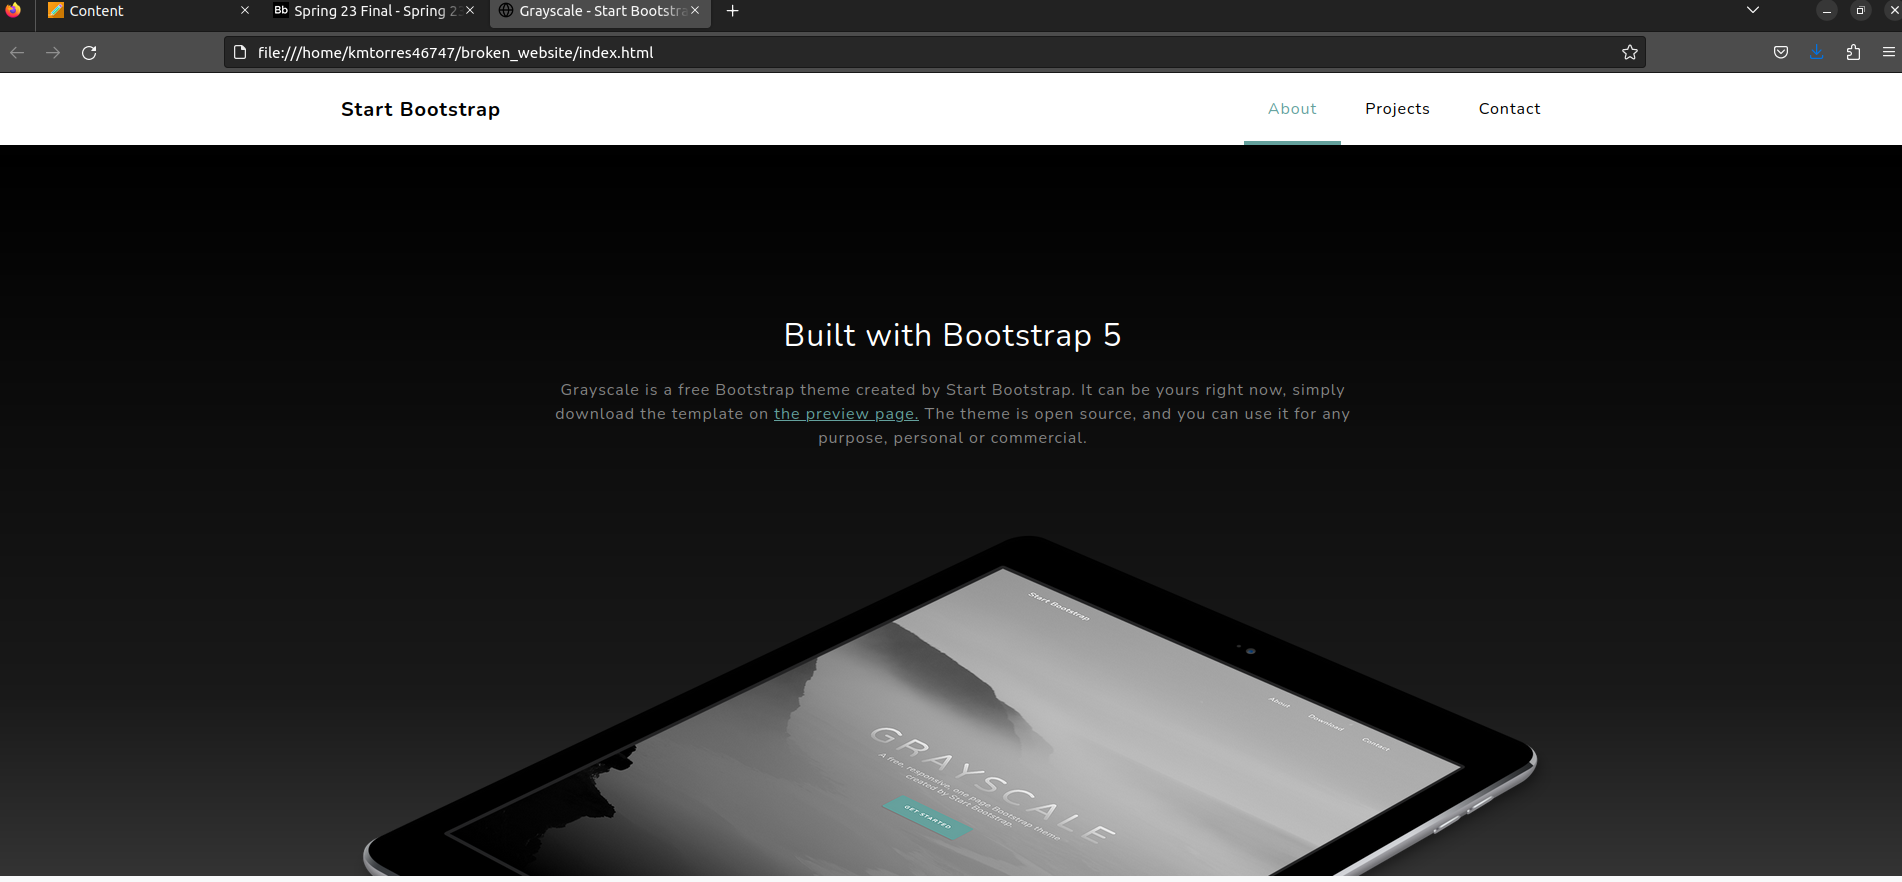 Content
Spring 23 Final - Spring 23
Grayscale - Start Bootstra
file:///home/kmtorres46747/broken_website/index.html
Start Bootstrap
About
Projects
Contact
Built with Bootstrap 5
Grayscale is a free Bootstrap theme created by Start Bootstrap. It can be yours right now, simply
download the template on the preview page. The theme is open source, and you can use it for any
purpose, personal or commercial.
Start Bootstrap
About
Download
Contact
GRAYSCALE
A free, responsive, one page Bootstrap theme
created by Start Bootstrap.
GET STARTED